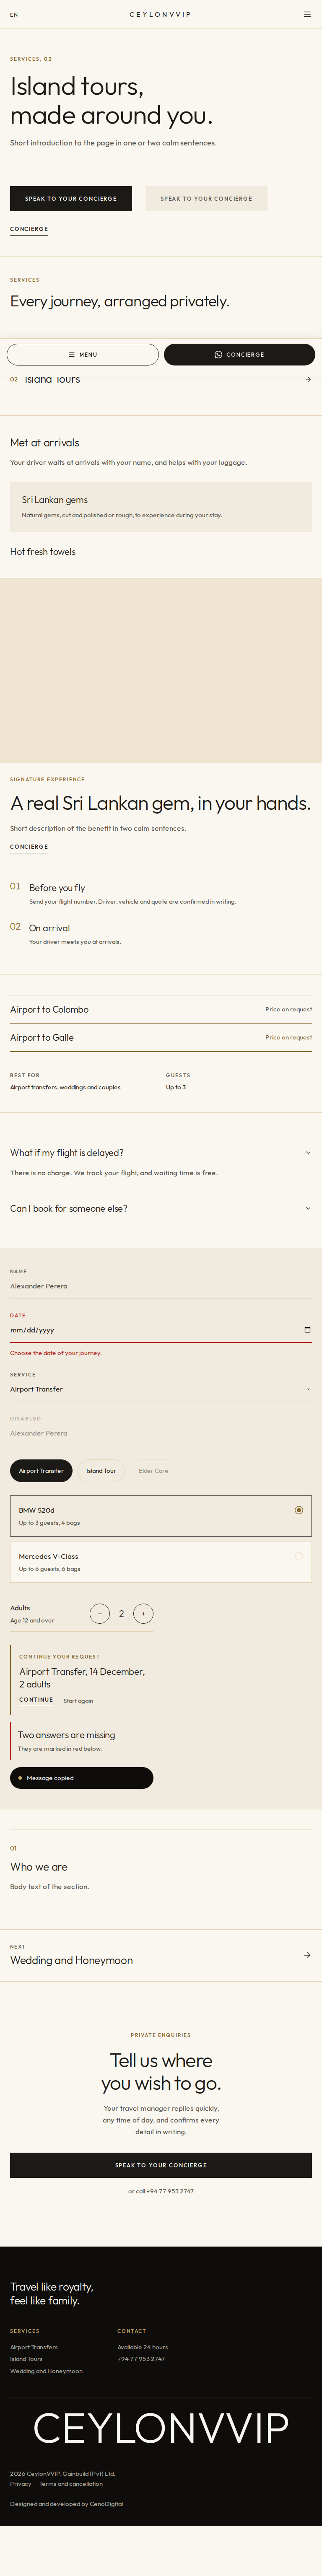 EN
CEYLONVVIP
SERVICES, 02
Island tours,
made around you.
Short introduction to the page in one or two calm sentences.
SPEAK TO YOUR CONCIERGE
SPEAK TO YOUR CONCIERGE
CONCIERGE
SERVICES
Every journey, arranged privately.
MENU
CONCIERGE
02 Island Tours
Met at arrivals
Your driver waits at arrivals with your name, and helps with your luggage.
Sri Lankan gems
Natural gems, cut and polished or rough, to experience during your stay.
Hot fresh towels
SIGNATURE EXPERIENCE
A real Sri Lankan gem, in your hands.
Short description of the benefit in two calm sentences.
CONCIERGE
01 Before you fly
Send your flight number. Driver, vehicle and quote are confirmed in writing.
02 On arrival
Your driver meets you at arrivals.
Airport to Colombo Price on request
Airport to Galle Price on request
BEST FOR
Airport transfers, weddings and couples
GUESTS
Up to 3
What if my flight is delayed?
There is no charge. We track your flight, and waiting time is free.
Can I book for someone else?
NAME
Alexander Perera
DATE
mm/dd/yyyy
Choose the date of your journey.
SERVICE
Airport Transfer
DISABLED
Alexander Perera
Airport Transfer
Island Tour
Elder Care
BMW 520d
Up to 3 guests, 4 bags
Mercedes V-Class
Up to 6 guests, 6 bags
Adults
Age 12 and over
− 2 +
CONTINUE YOUR REQUEST
Airport Transfer, 14 December,
2 adults
CONTINUE Start again
Two answers are missing
They are marked in red below.
Message copied
01
Who we are
Body text of the section.
NEXT
Wedding and Honeymoon
PRIVATE ENQUIRIES
Tell us where
you wish to go.
Your travel manager replies quickly,
any time of day, and confirms every
detail in writing.
SPEAK TO YOUR CONCIERGE
or call +94 77 953 2747
Travel like royalty,
feel like family.
SERVICES
Airport Transfers
Island Tours
Wedding and Honeymoon
CONTACT
Available 24 hours
+94 77 953 2747
CEYLONVVIP
2026 CeylonVVIP. Gainbuild (Pvt) Ltd.
Privacy Terms and cancellation
Designed and developed by CenoDigital